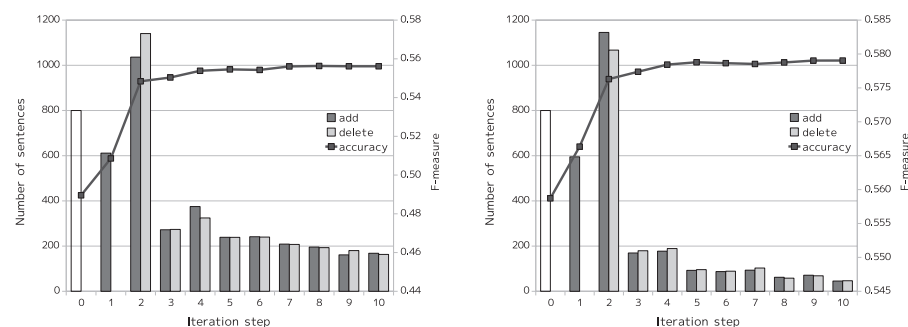 1200
1000
800
600
400
200
0
Number of sentences
0.58
0.56
0.54
0.52
0.50
0.48
0.46
0.44
F-measure
add
delete
accuracy
0 1 2 3 4 5 6 7 8 9 10
Iteration step
1200
1000
800
600
400
200
0
Number of sentences
0.585
0.580
0.575
0.570
0.565
0.560
0.555
0.550
0.545
F-measure
add
delete
accuracy
0 1 2 3 4 5 6 7 8 9 10
Iteration step